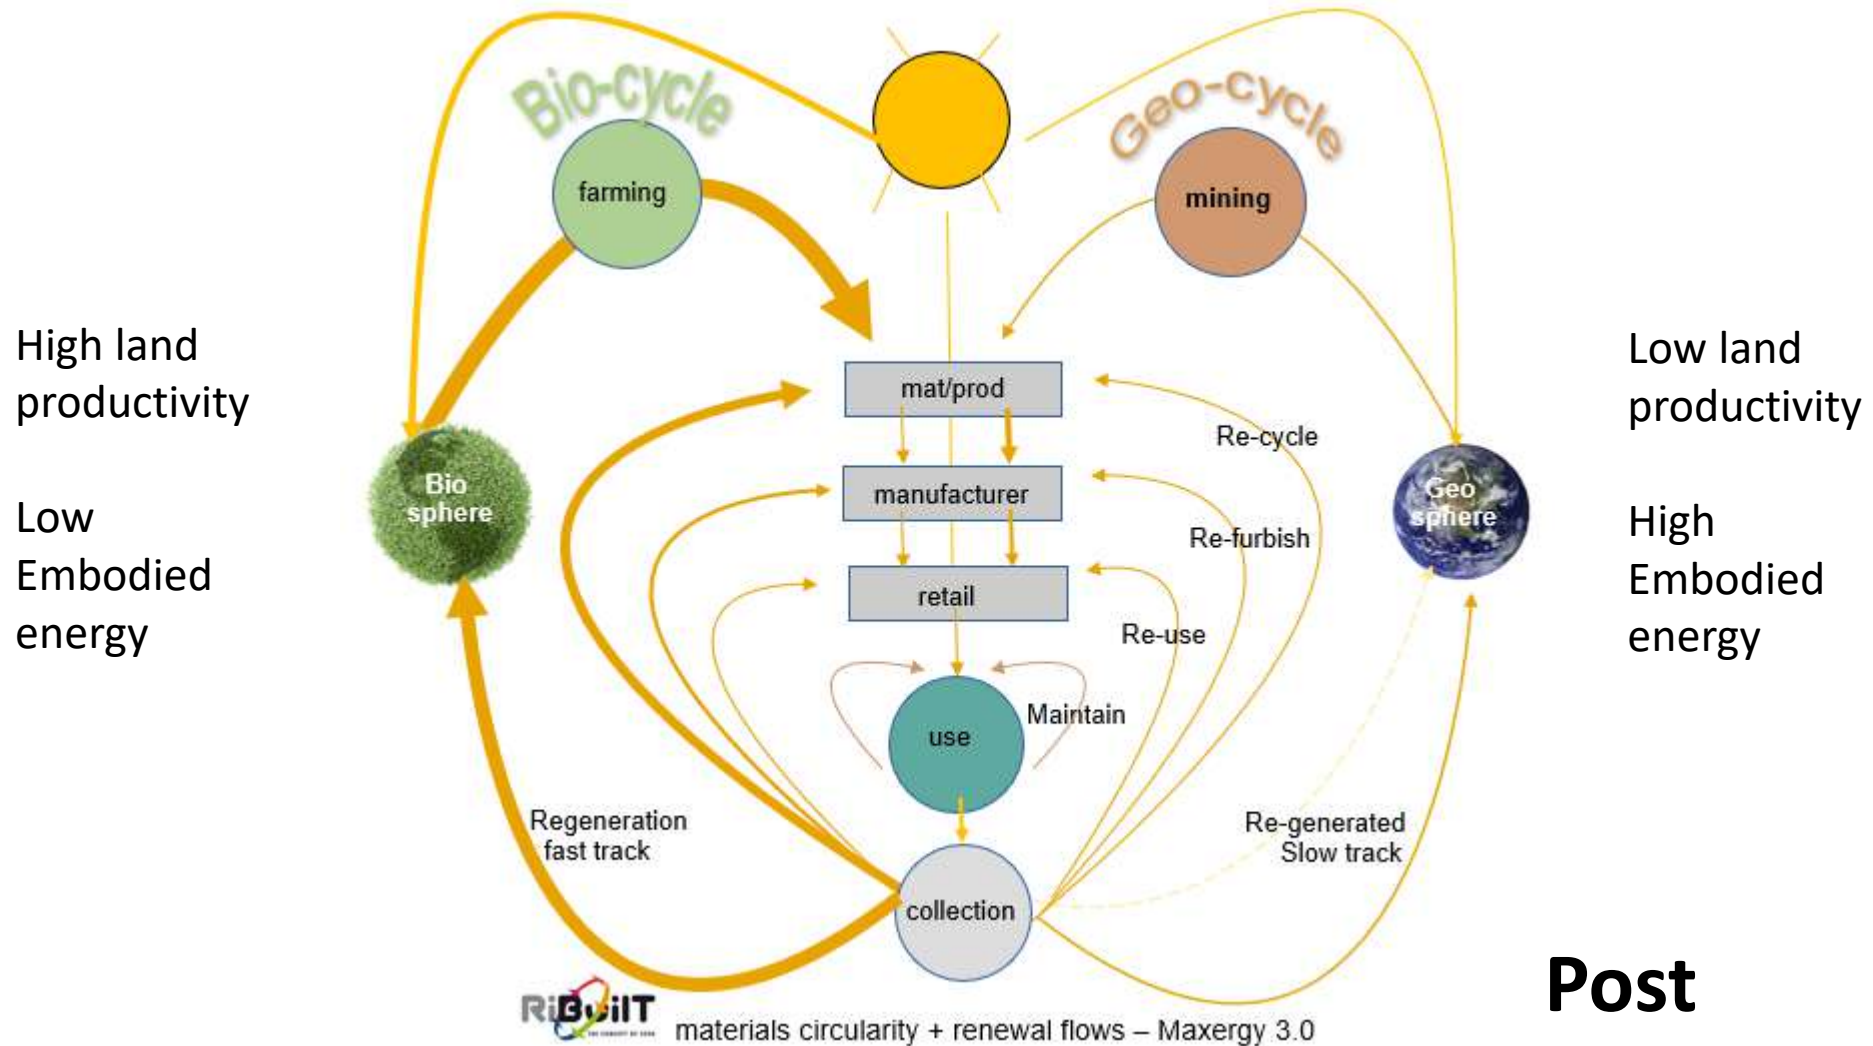 Bio-cycle
Geo-cycle
farming
mining
High land
productivity
Low
Embodied
energy
Low land
productivity
High
Embodied
energy
mat/prod
manufacturer
retail
use
collection
Bio
sphere
Geo
sphere
Re-cycle
Re-furbish
Re-use
Maintain
Regeneration
fast track
Re-generated
Slow track
Post
RiBuilT
materials circularity + renewal flows – Maxergy 3.0